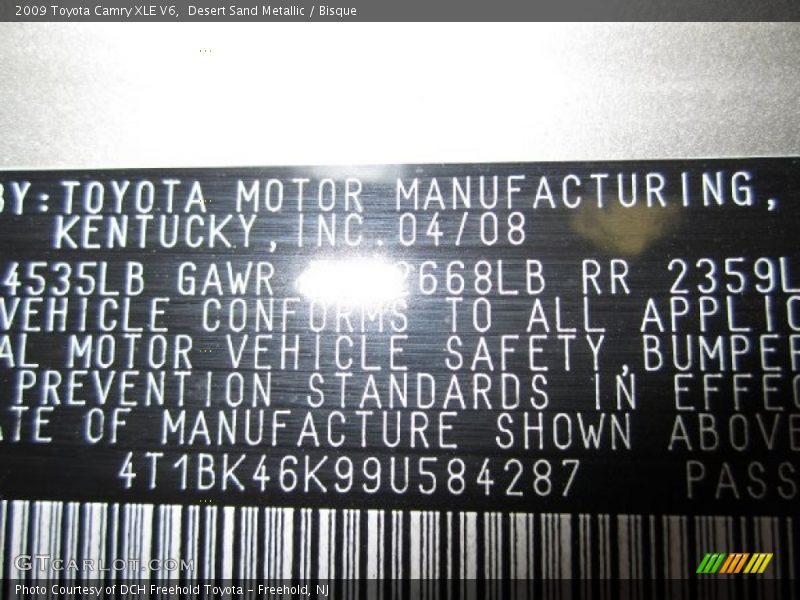 2009 Toyota Camry XLE V6,  Desert Sand Metallic / Bisque
BY:TOYOTA MOTOR MANUFACTURING,
KENTUCKY,INC. 04/08
4535LB GAWR 2668LB RR 2359L
VEHICLE CONFORMS TO ALL APPLIC
AL MOTOR VEHICLE SAFETY,BUMPER
PREVENTION STANDARDS IN EFFEC
ATE OF MANUFACTURE SHOWN ABOVE
4T1BK46K99U584287 PASS
GTCARLOT.COM
Photo Courtesy of DCH Freehold Toyota - Freehold, NJ